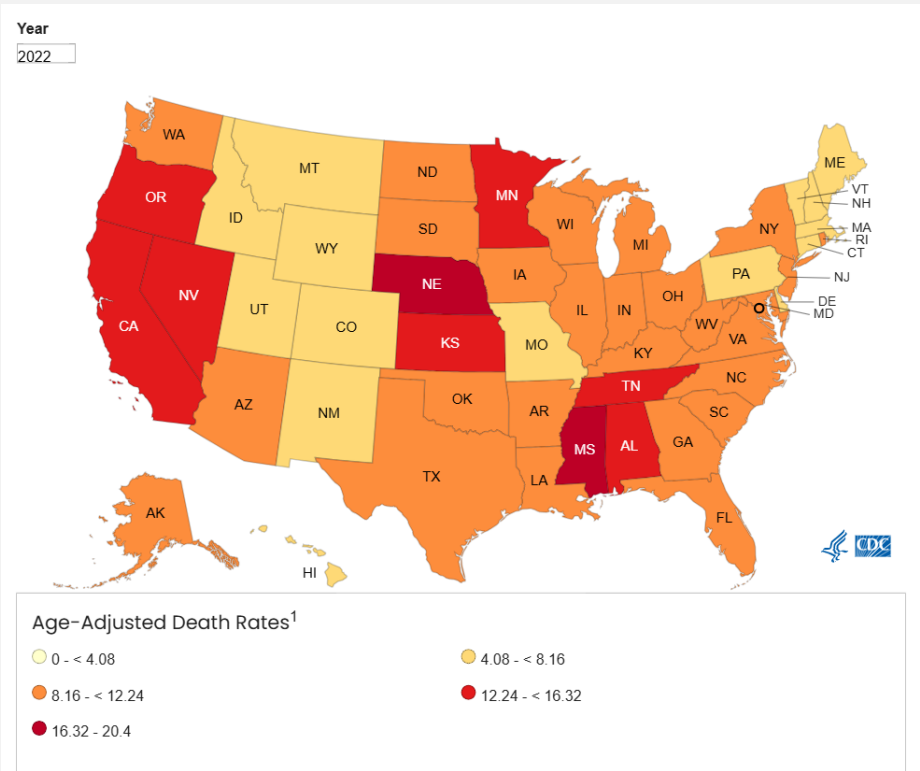 Year
2022
WA
MT
ND
MN
ME
VT
NH
OR
ID
WY
SD
WI
MI
NY
MA
RI
CT
NV
UT
CO
NE
IA
IL
IN
OH
PA
NJ
DE
MD
CA
KS
MO
KY
WV
VA
AZ
NM
OK
AR
TN
NC
SC
TX
LA
MS
AL
GA
FL
AK
HI
CDC
Age-Adjusted Death Rates1
0 - < 4.08
4.08 - < 8.16
8.16 - < 12.24
12.24 - < 16.32
16.32 - 20.4